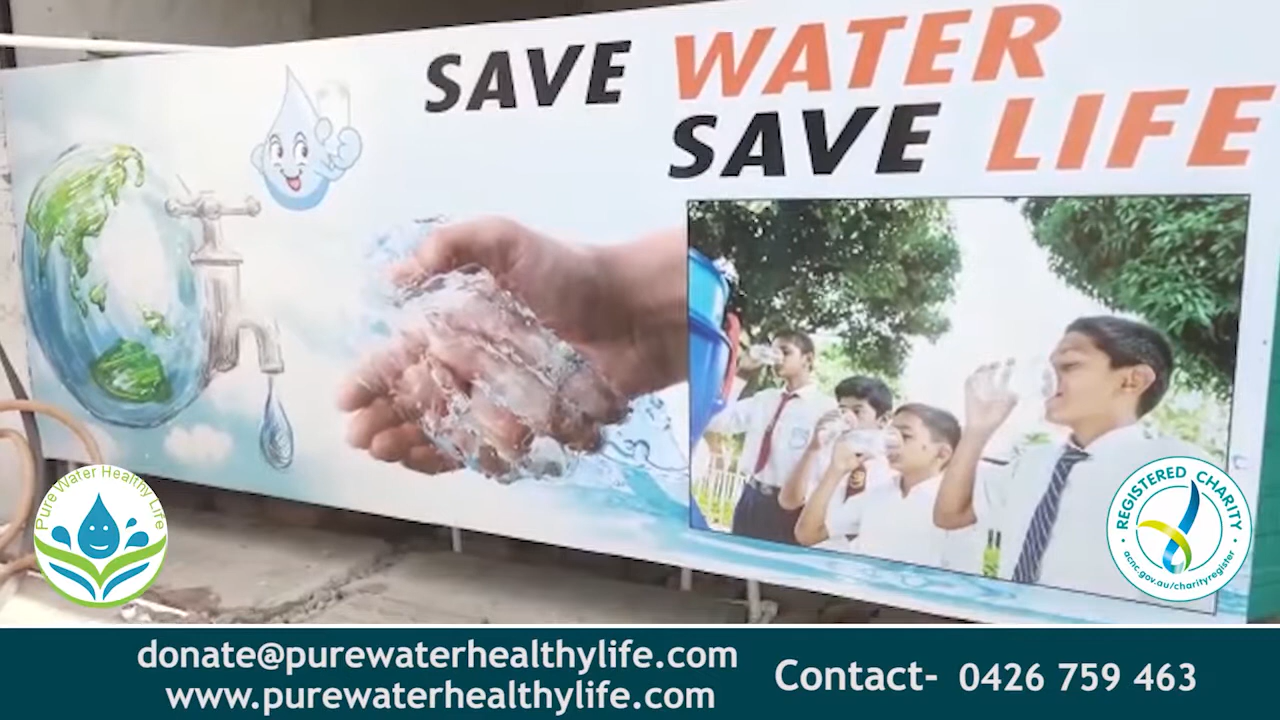 SAVE WATER
SAVE LIFE
Pure Water Healthy Life
REGISTERED CHARITY
acnc.gov.au/charityregister
donate@purewaterhealthylife.com
www.purewaterhealthylife.com
Contact- 0426 759 463